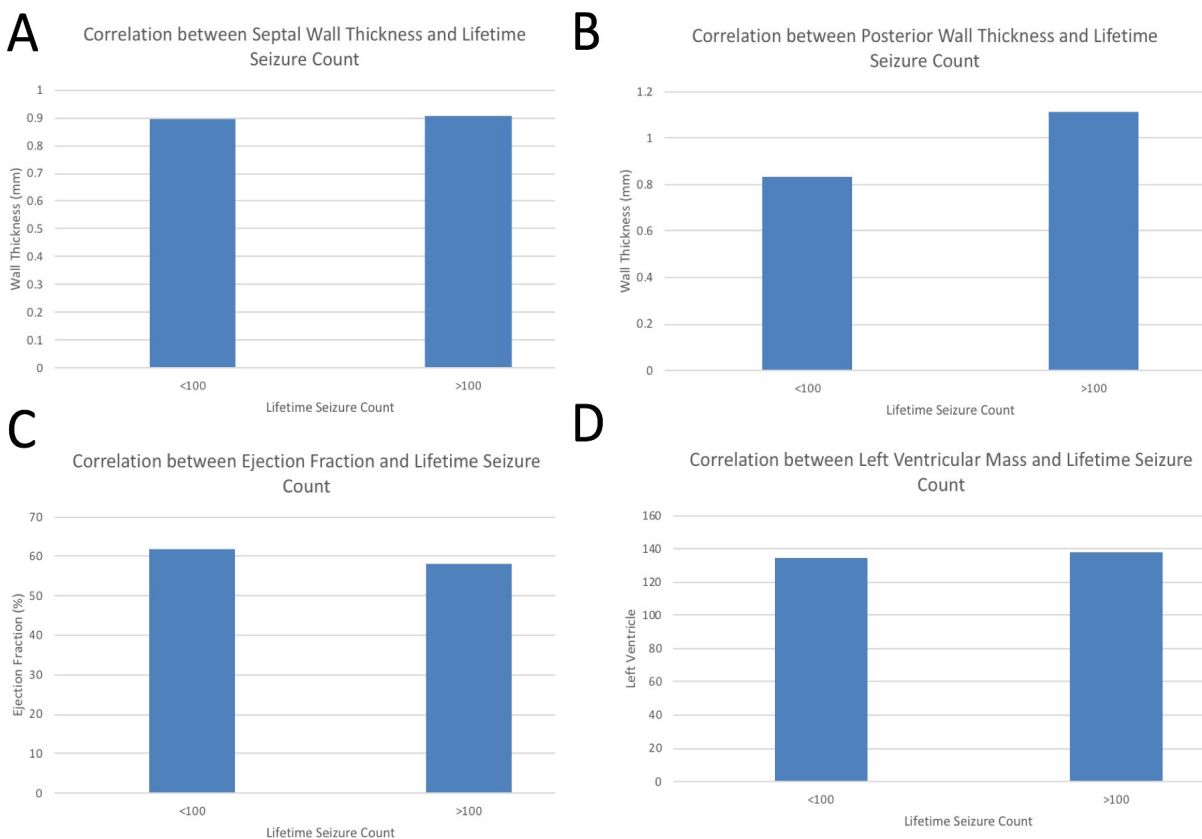 A
Correlation between Septal Wall Thickness and Lifetime
Seizure Count
Wall Thickness (mm)
1
0.9
0.8
0.7
0.6
0.5
0.4
0.3
0.2
0.1
0
<100
>100
Lifetime Seizure Count
B
Correlation between Posterior Wall Thickness and Lifetime
Seizure Count
Wall Thickness (mm)
1.2
1
0.8
0.6
0.4
0.2
0
<100
>100
Lifetime Seizure Count
C
Correlation between Ejection Fraction and Lifetime Seizure
Count
Ejection Fraction (%)
70
60
50
40
30
20
10
0
<100
>100
Lifetime Seizure Count
D
Correlation between Left Ventricular Mass and Lifetime Seizure
Count
Left Ventricle
160
140
120
100
80
60
40
20
0
<100
>100
Lifetime Seizure Count